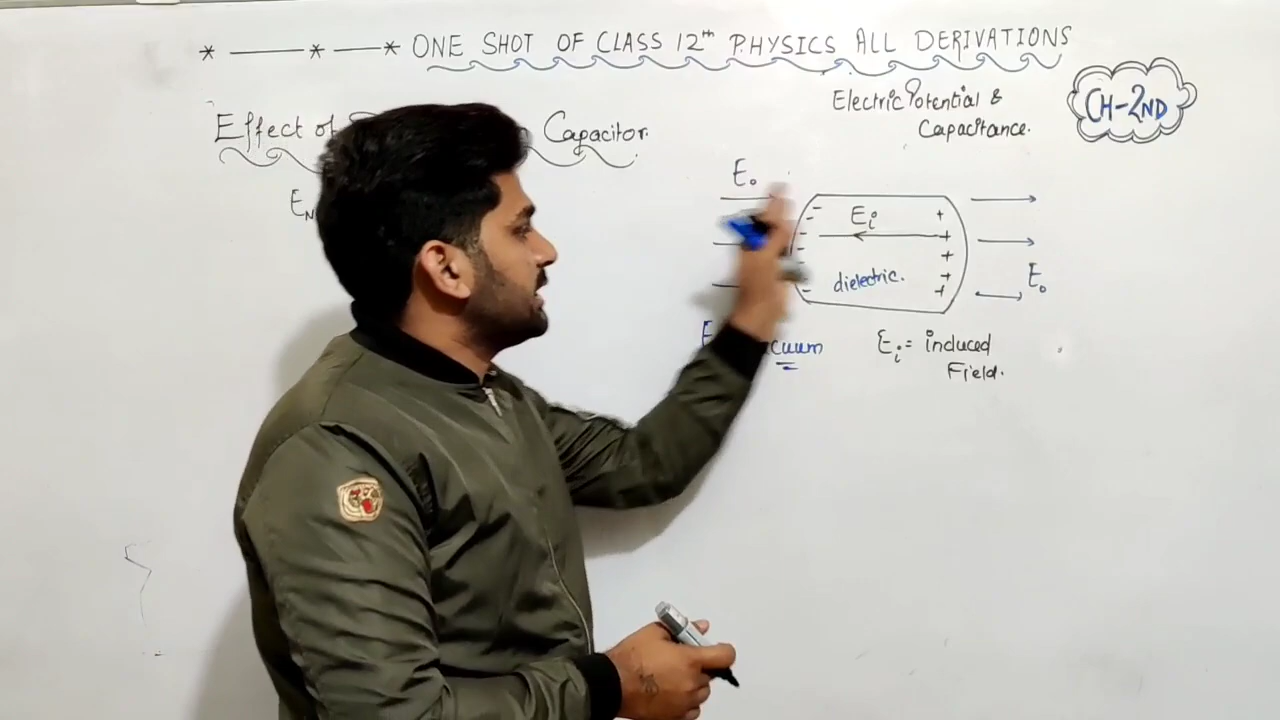 * — * — * ONE SHOT OF CLASS 12th PHYSICS ALL DERIVATIONS
Electric Potential &
Capacitance.
CH-2ND
Effect of Capacitor.
E₀
Eᵢ
dielectric.
E₀
cuum
Eᵢ = induced
Field.